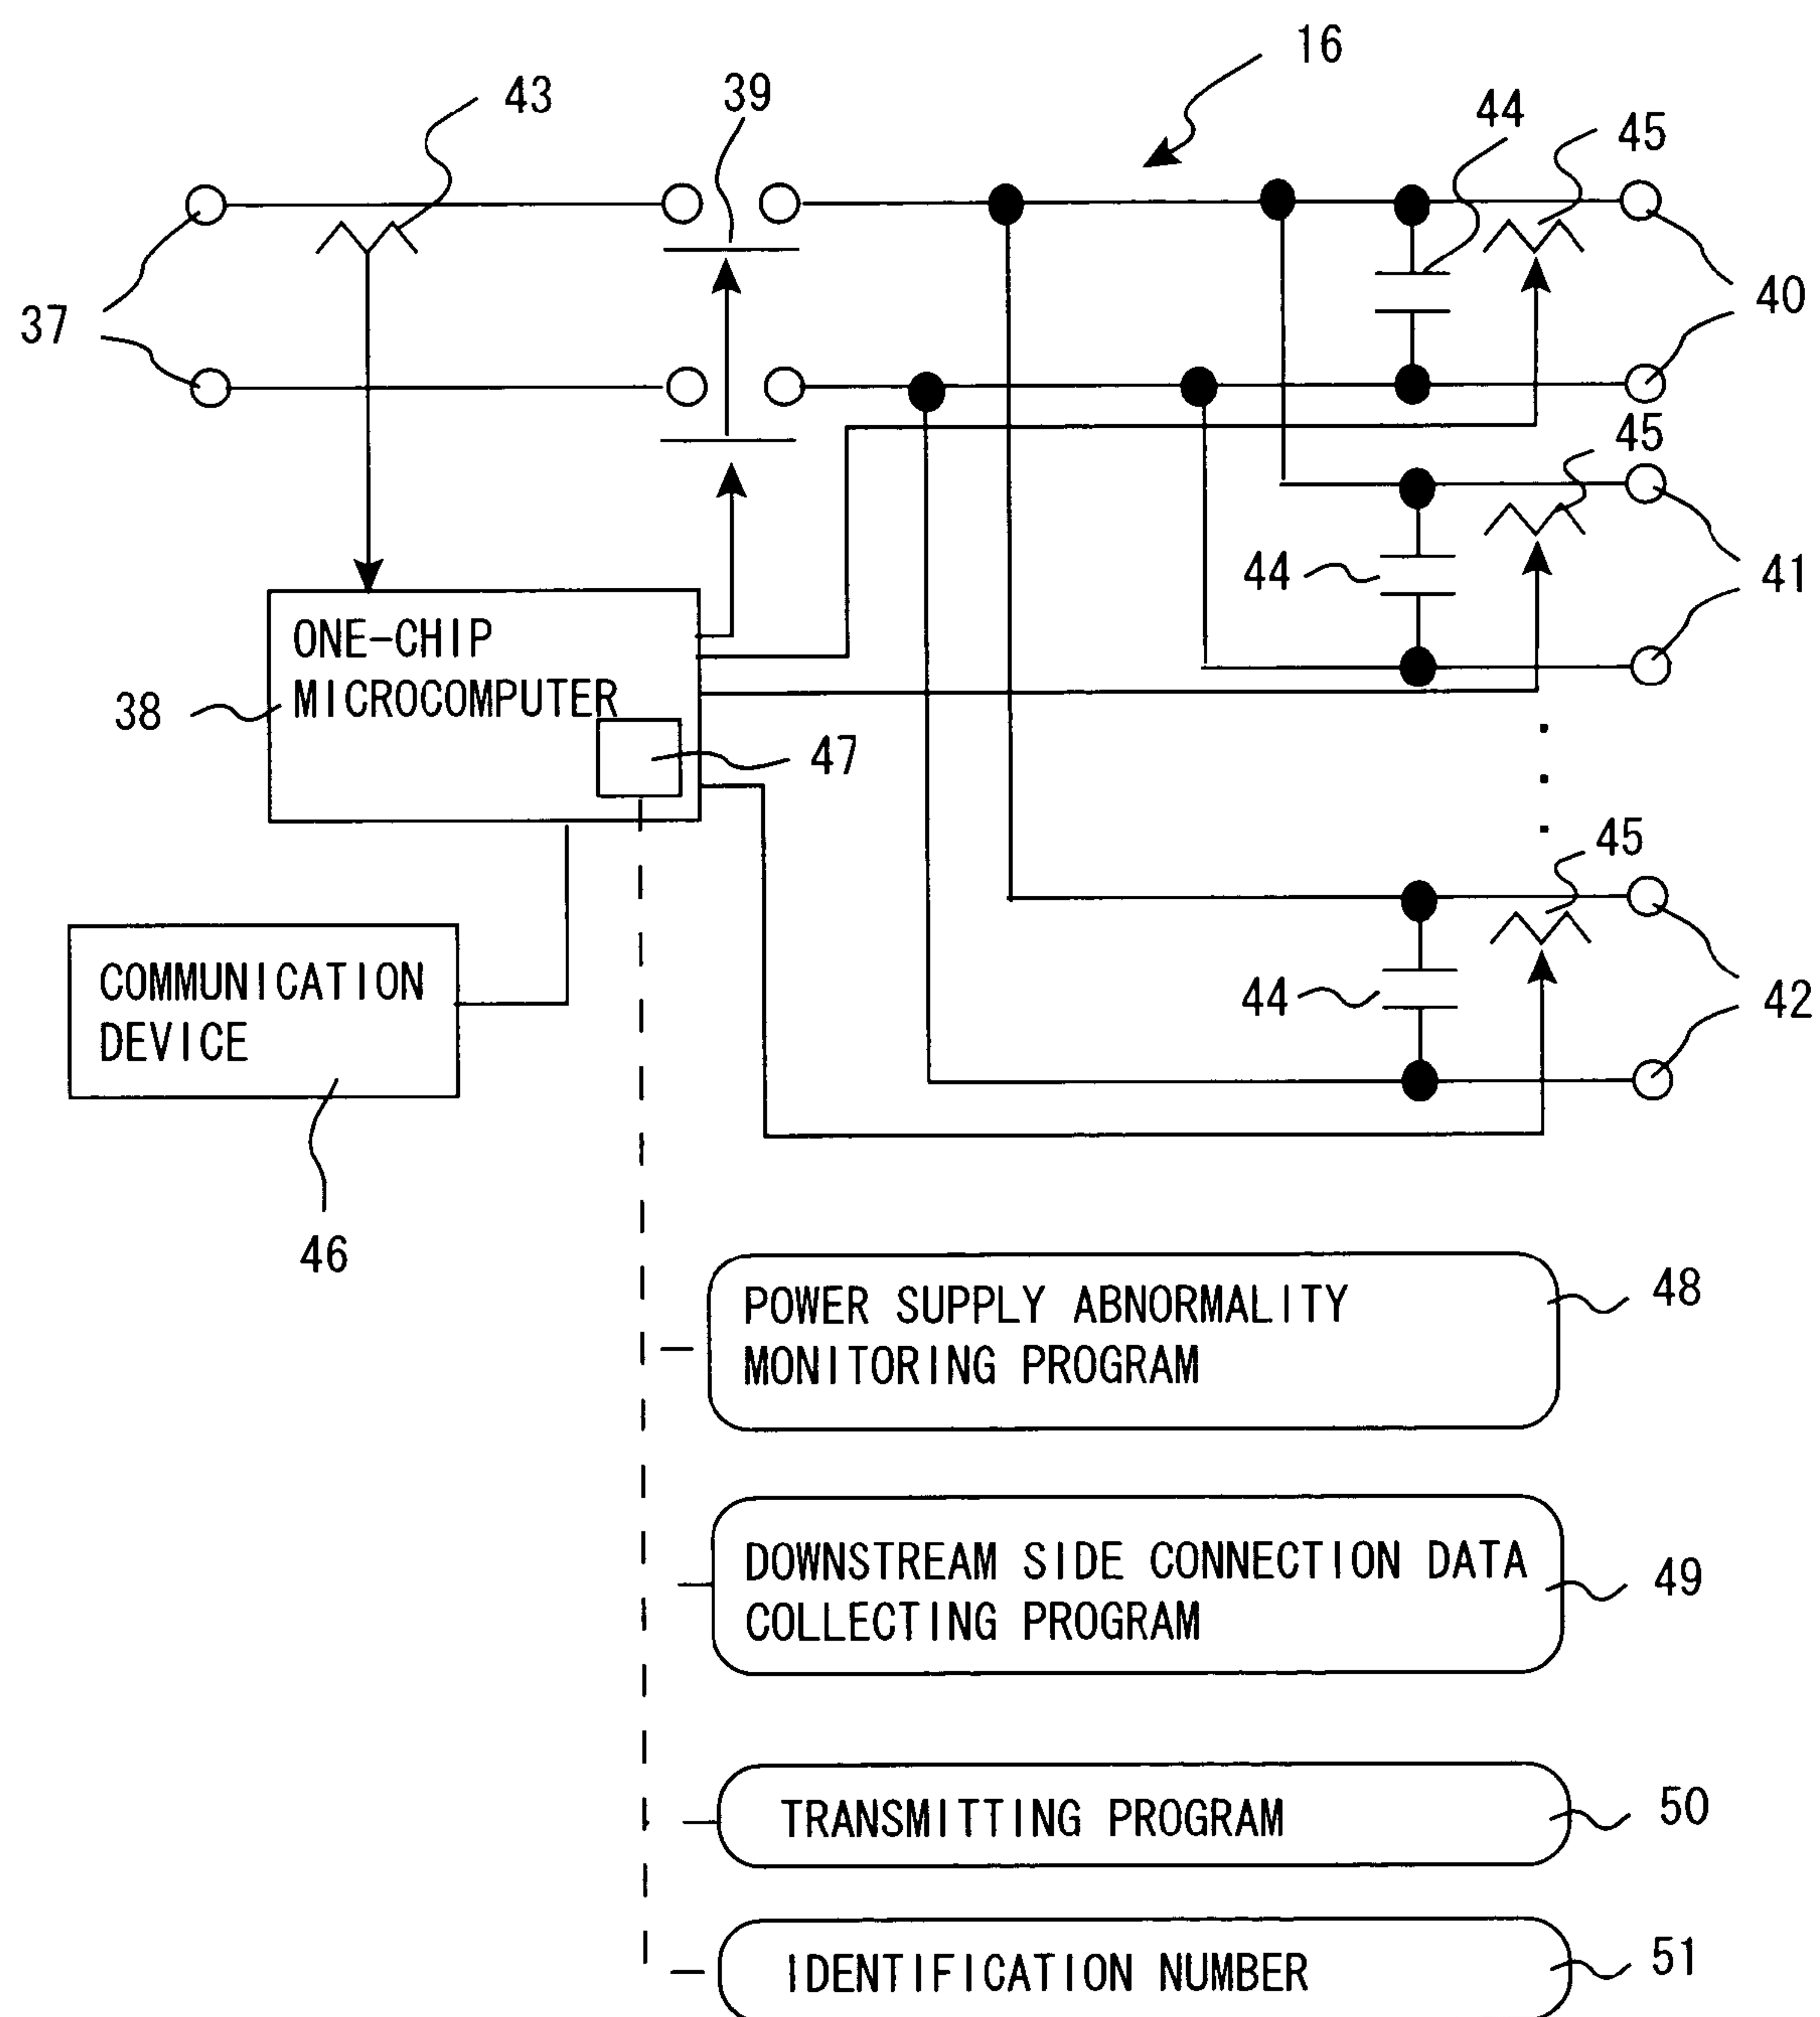 16
43
39
44
45
37
40
45
44
41
ONE-CHIP
MICROCOMPUTER
38
47
45
COMMUNICATION
DEVICE
44
42
46
POWER SUPPLY ABNORMALITY
MONITORING PROGRAM
48
DOWNSTREAM SIDE CONNECTION DATA
COLLECTING PROGRAM
49
TRANSMITTING PROGRAM
50
IDENTIFICATION NUMBER
51